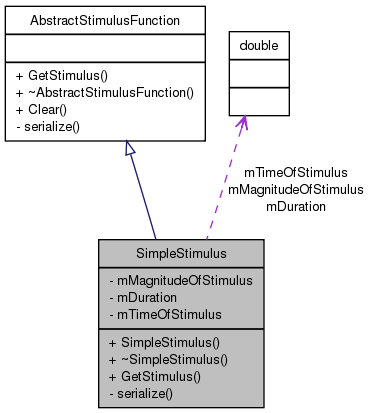 AbstractStimulusFunction
+ GetStimulus()
+ ~AbstractStimulusFunction()
+ Clear()
- serialize()
double
mTimeOfStimulus
mMagnitudeOfStimulus
mDuration
SimpleStimulus
- mMagnitudeOfStimulus
- mDuration
- mTimeOfStimulus
+ SimpleStimulus()
+ ~SimpleStimulus()
+ GetStimulus()
- serialize()